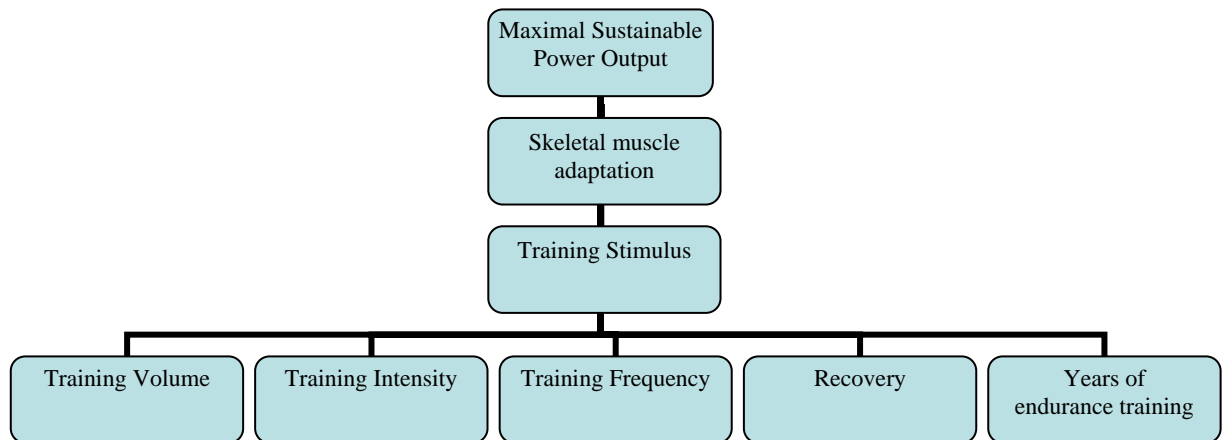 Maximal Sustainable
Power Output
Skeletal muscle
adaptation
Training Stimulus
Training Volume
Training Intensity
Training Frequency
Recovery
Years of
endurance training